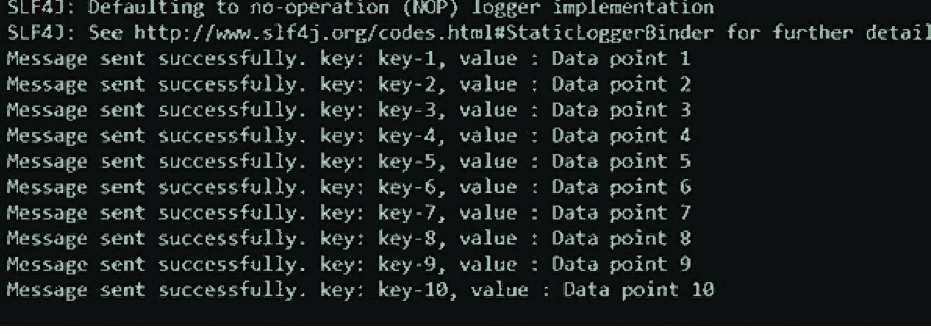 SLF4J: Defaulting to no-operation (NOP) logger implementation
SLF4J: See http://www.slf4j.org/codes.html#StaticLoggerBinder for further detail
Message sent successfully. key: key-1, value : Data point 1
Message sent successfully. key: key-2, value : Data point 2
Message sent successfully. key: key-3, value : Data point 3
Message sent successfully. key: key-4, value : Data point 4
Message sent successfully. key: key-5, value : Data point 5
Message sent successfully. key: key-6, value : Data point 6
Message sent successfully. key: key-7, value : Data point 7
Message sent successfully. key: key-8, value : Data point 8
Message sent successfully. key: key-9, value : Data point 9
Message sent successfully. key: key-10, value : Data point 10